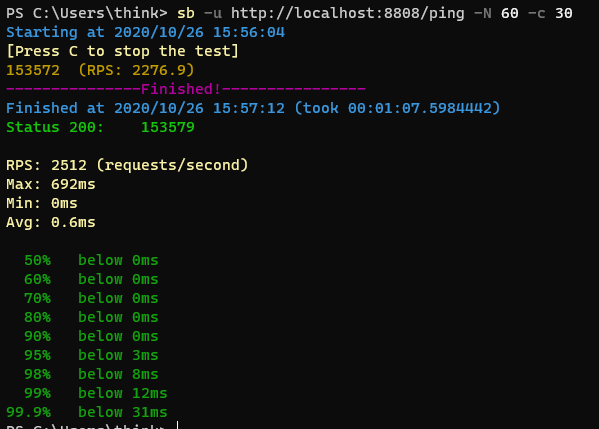 PS C:\Users\think> sb -u http://localhost:8808/ping -N 60 -c 30
Starting at 2020/10/26 15:56:04
[Press C to stop the test]
153572  (RPS: 2276.9)
---------------Finished!----------------
Finished at 2020/10/26 15:57:12 (took 00:01:07.5984442)
Status 200:    153579
RPS: 2512 (requests/second)
Max: 692ms
Min: 0ms
Avg: 0.6ms
50%   below 0ms
60%   below 0ms
70%   below 0ms
80%   below 0ms
90%   below 0ms
95%   below 3ms
98%   below 8ms
99%   below 12ms
99.9%   below 31ms
PS C:\Users\think>